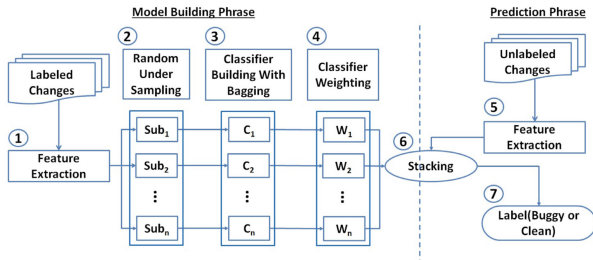 Model Building Phrase
Prediction Phrase
Labeled
Changes
2
Random
Under
Sampling
3
Classifier
Building With
Bagging
4
Classifier
Weighting
Unlabeled
Changes
1
Feature
Extraction
Sub1
C1
W1
Sub2
C2
W2
⋮
⋮
⋮
Subn
Cn
Wn
6
Stacking
5
Feature
Extraction
7
Label(Buggy or
Clean)